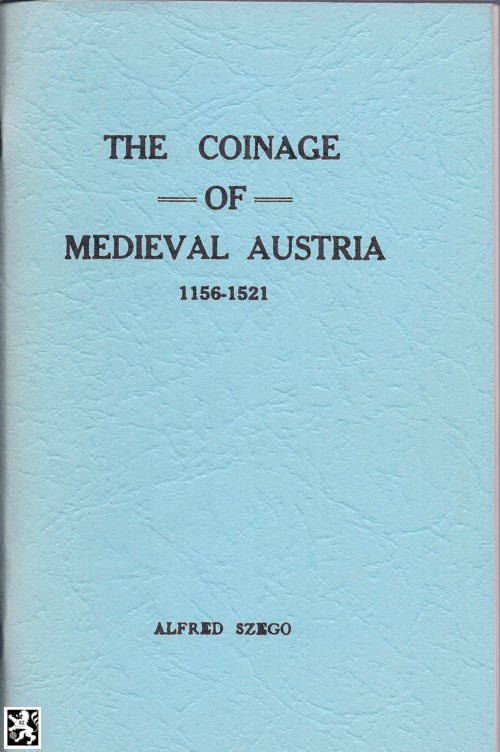 THE COINAGE
OF
MEDIEVAL AUSTRIA
1156-1521
ALFRED SZEGO